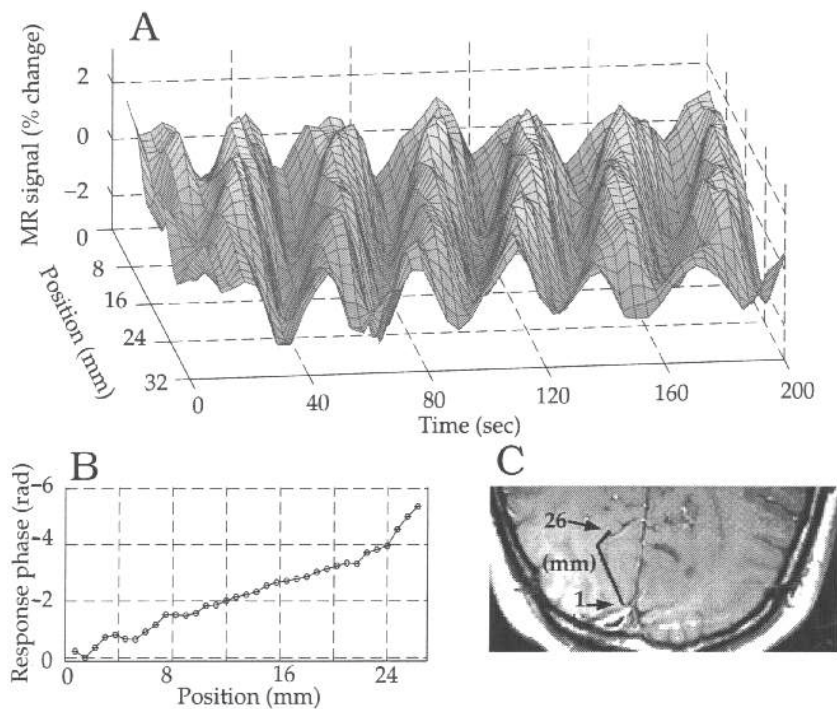 A
MR signal (% change)
2
0
−2
0
8
16
24
32
Position (mm)
0
40
80
120
160
200
Time (sec)
B
Response phase (rad)
−6
−4
−2
0
0
8
16
24
Position (mm)
C
26
(mm)
1